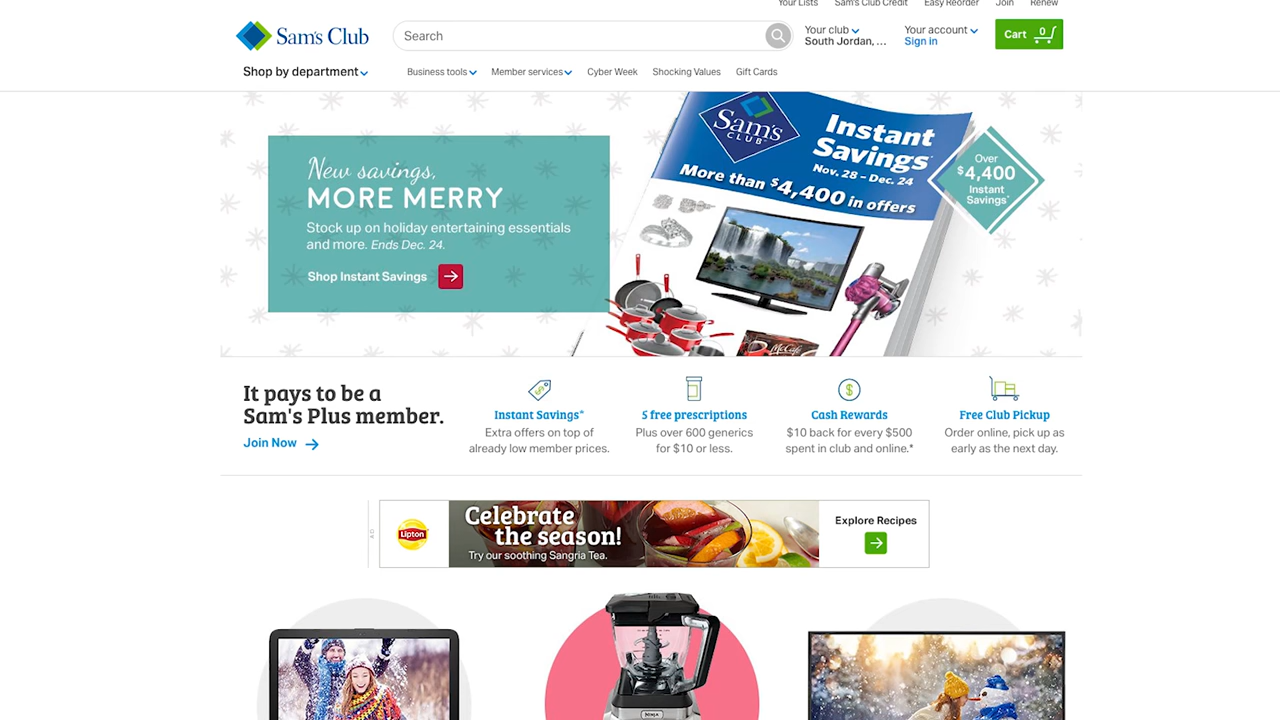 Your Lists Sam's Club Credit Easy Reorder Join Renew
Sam's Club
Search
Your club
South Jordan, ...
Your account
Sign in
Cart 0
Shop by department
Business tools Member services Cyber Week Shocking Values Gift Cards
New savings,
MORE MERRY
Stock up on holiday entertaining essentials
and more. Ends Dec. 24.
Shop Instant Savings
Sam's
CLUB
Instant
Savings
Nov. 28 – Dec. 24
More than $4,400 in offers
McCafé
Over
$4,400
Instant
Savings*
It pays to be a
Sam's Plus member.
Join Now
Instant Savings*
Extra offers on top of
already low member prices.
5 free prescriptions
Plus over 600 generics
for $10 or less.
Cash Rewards
$10 back for every $500
spent in club and online.*
Free Club Pickup
Order online, pick up as
early as the next day.
AD
Lipton
Celebrate
the season!
Try our soothing Sangria Tea.
Explore Recipes
NINJA